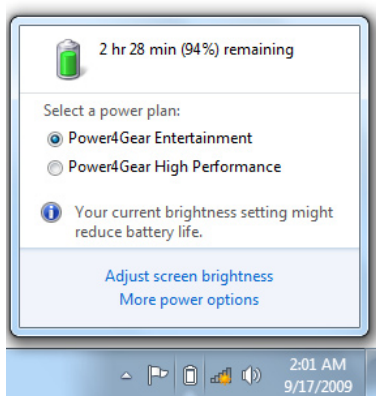 2 hr 28 min (94%) remaining
Select a power plan:
Power4Gear Entertainment
Power4Gear High Performance
Your current brightness setting might
reduce battery life.
Adjust screen brightness
More power options
2:01 AM
9/17/2009